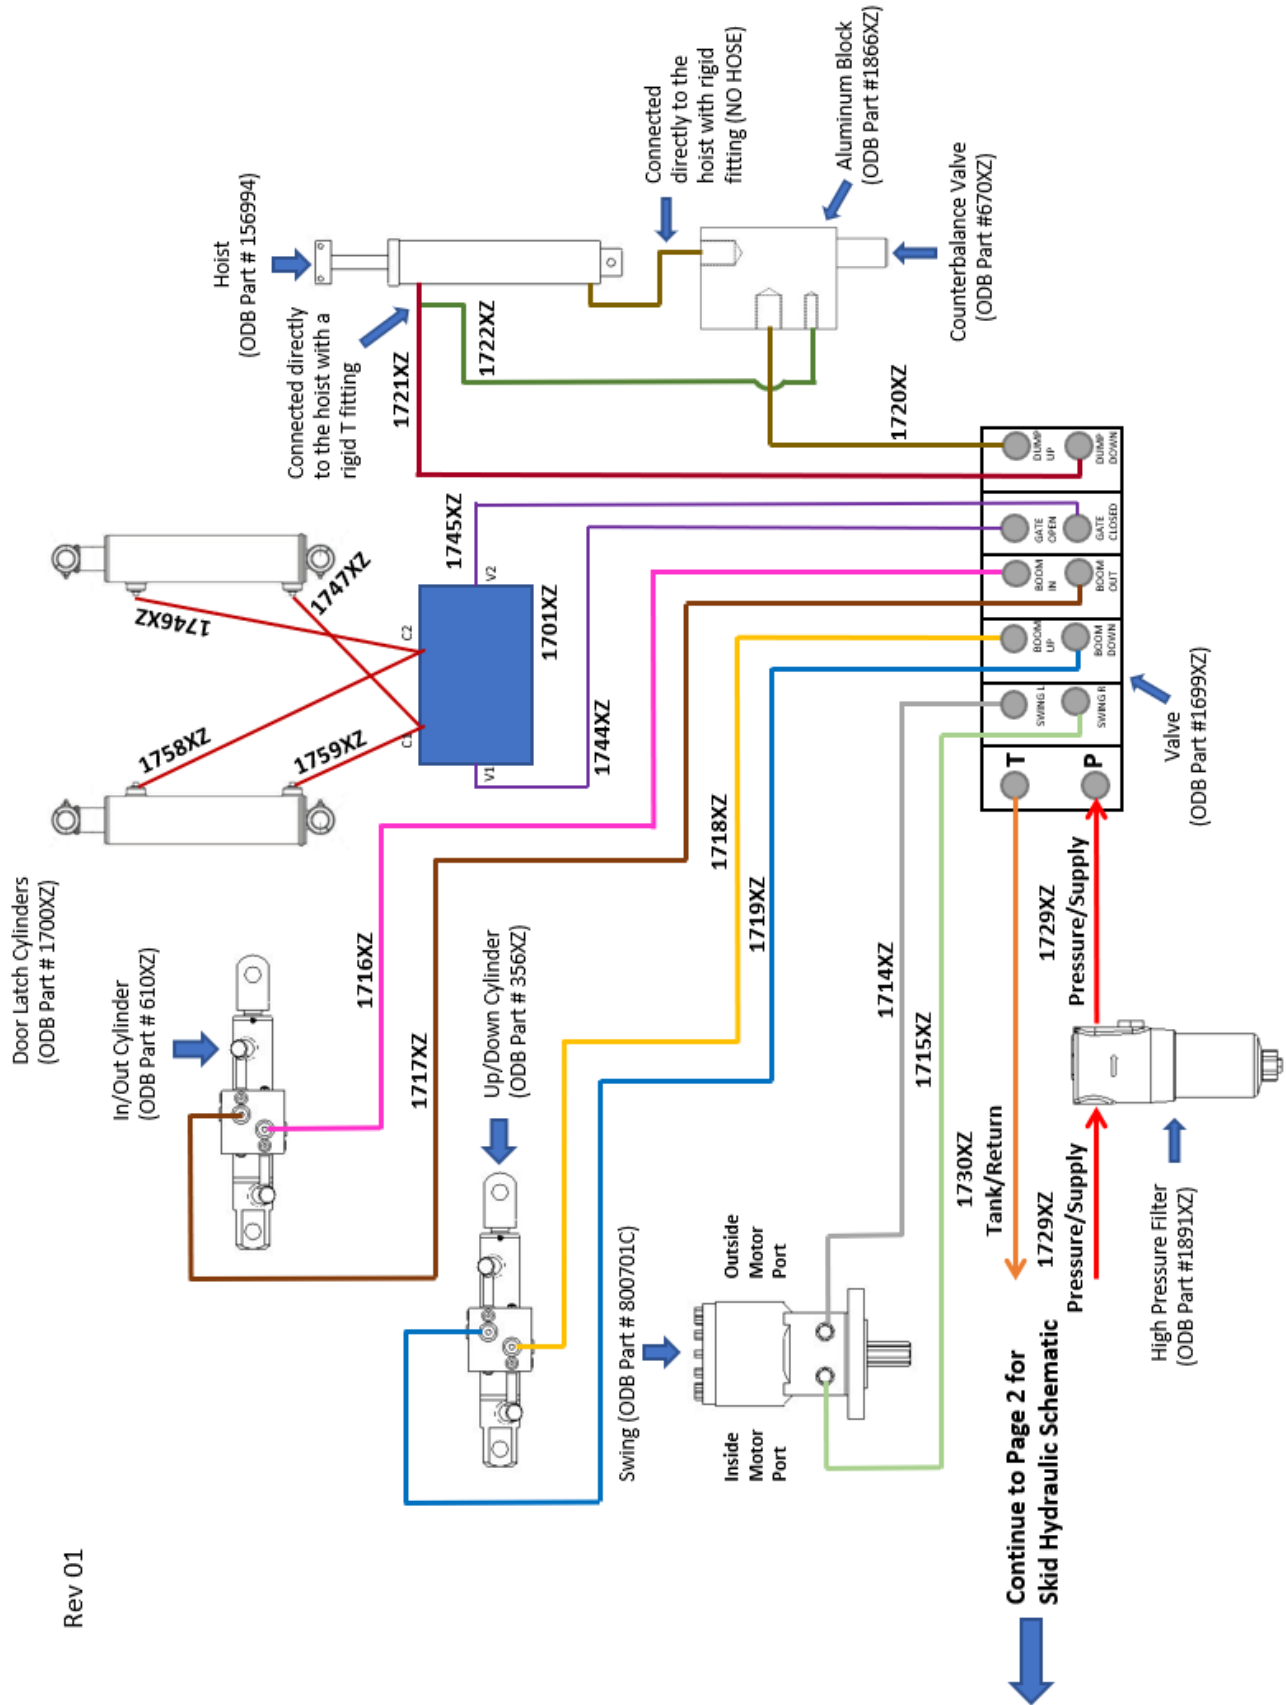 Rev 01
Door Latch Cylinders
(ODB Part # 1700XZ)
In/Out Cylinder
(ODB Part # 610XZ)
Up/Down Cylinder
(ODB Part # 356XZ)
Swing (ODB Part # 800701C)
Inside
Motor
Port
Outside
Motor
Port
Hoist
(ODB Part # 156994)
Connected directly
to the hoist with a
rigid T fitting
Connected
directly to the
hoist with rigid
fitting (NO HOSE)
Aluminum Block
(ODB Part #1866XZ)
Counterbalance Valve
(ODB Part #670XZ)
1758XZ
1759XZ
1746XZ
1747XZ
C1
C2
V1
V2
1701XZ
1744XZ
1745XZ
1721XZ
1722XZ
1720XZ
1716XZ
1717XZ
1718XZ
1719XZ
1714XZ
1715XZ
T
P
SWING L
SWING R
BOOM
UP
BOOM
DOWN
BOOM
IN
BOOM
OUT
GATE
OPEN
GATE
CLOSED
DUMP
UP
DUMP
DOWN
Valve
(ODB Part #1699XZ)
1730XZ
Tank/Return
1729XZ
Pressure/Supply
1729XZ
Pressure/Supply
High Pressure Filter
(ODB Part #1891XZ)
Continue to Page 2 for
Skid Hydraulic Schematic